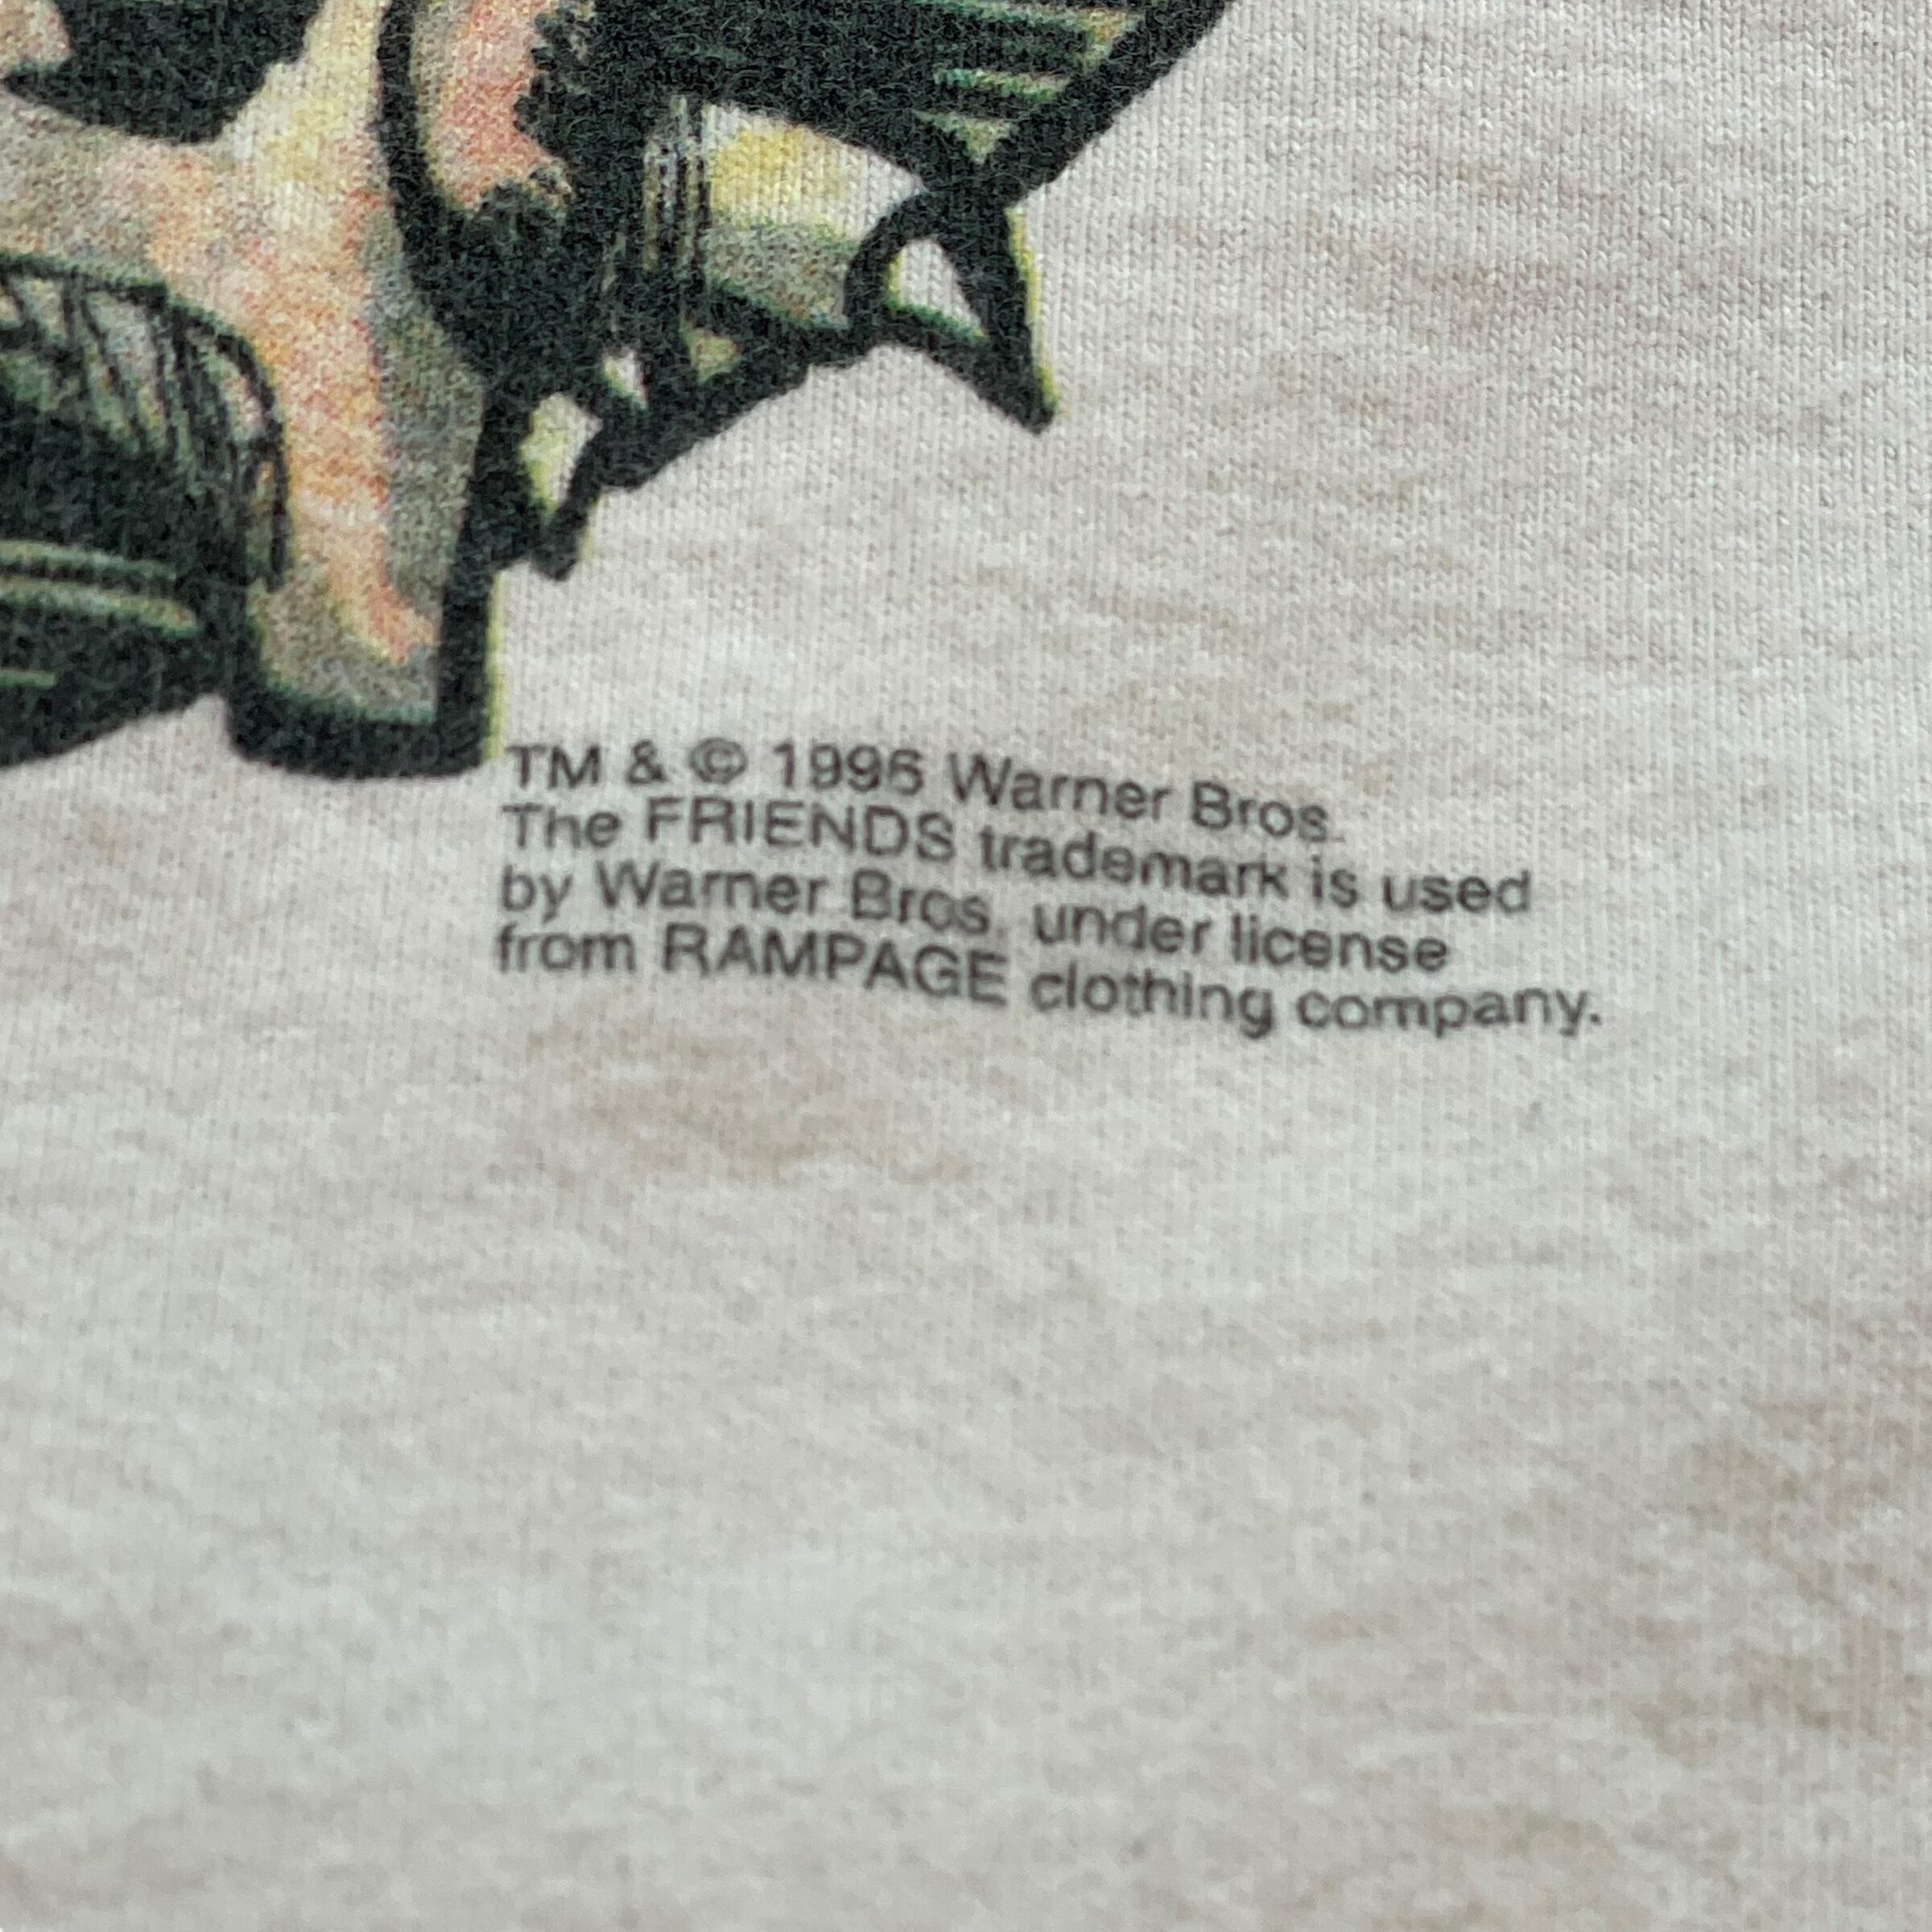 TM & © 1996 Warner Bros.
The FRIENDS trademark is used
by Warner Bros. under license
from RAMPAGE clothing company.